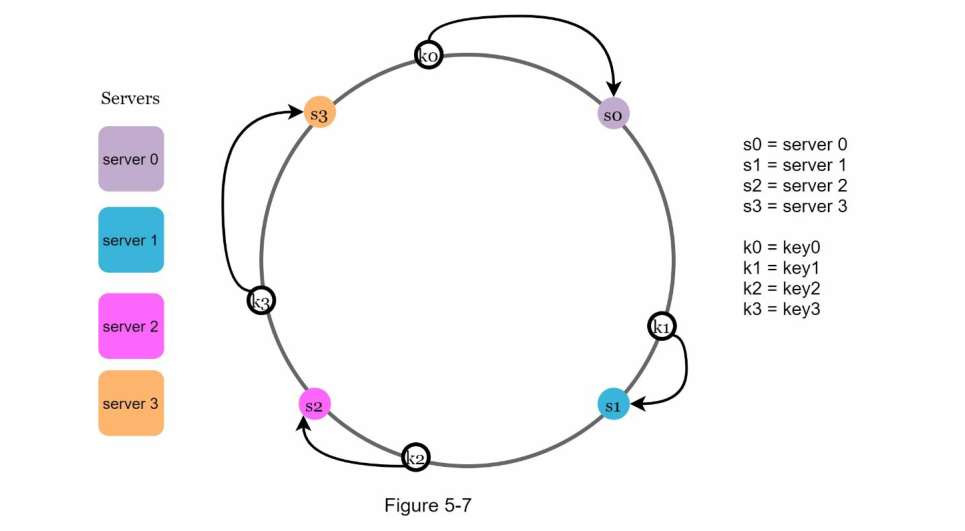 Servers
server 0
server 1
server 2
server 3
k0
s0
s3
k3
k1
s2
s1
k2
s0 = server 0
s1 = server 1
s2 = server 2
s3 = server 3
k0 = key0
k1 = key1
k2 = key2
k3 = key3
Figure 5-7